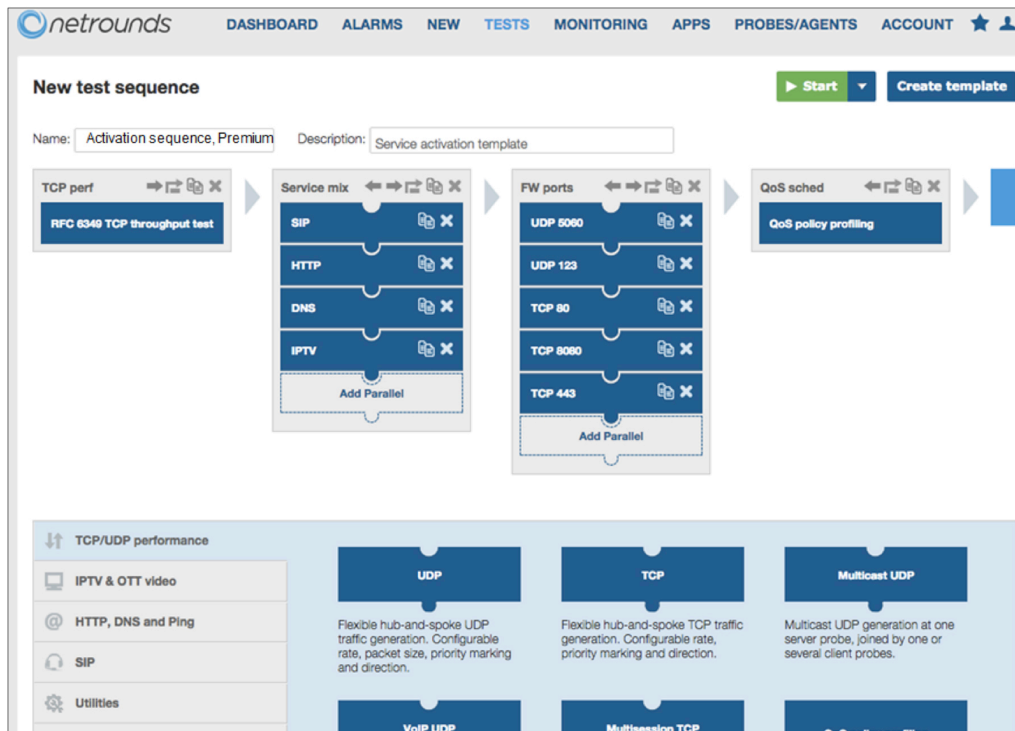 netrounds DASHBOARD ALARMS NEW TESTS MONITORING APPS PROBES/AGENTS ACCOUNT
New test sequence
Start
Create template
Name: Activation sequence, Premium Description: Service activation template
TCP perf
RFC 6349 TCP throughput test
Service mix
SIP
HTTP
DNS
IPTV
Add Parallel
FW ports
UDP 5060
UDP 123
TCP 80
TCP 8080
TCP 443
Add Parallel
QoS sched
QoS policy profiling
TCP/UDP performance
IPTV & OTT video
HTTP, DNS and Ping
SIP
Utilities
UDP
Flexible hub-and-spoke UDP
traffic generation. Configurable
rate, packet size, priority marking
and direction.
TCP
Flexible hub-and-spoke TCP traffic
generation. Configurable rate,
priority marking and direction.
Multicast UDP
Multicast UDP generation at one
server probe, joined by one or
several client probes.
VoIP UDP
Multisession TCP